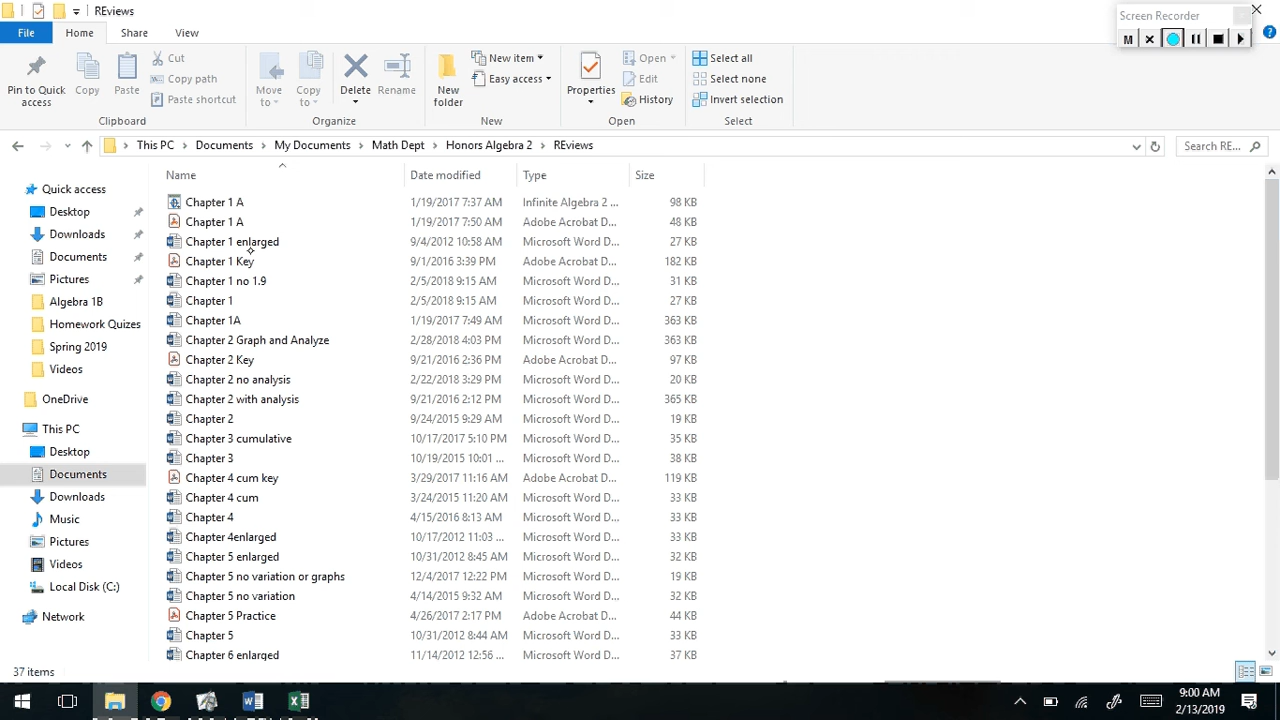 REviews
Screen Recorder
File Home Share View
Pin to Quick access
Copy
Paste
Cut
Copy path
Paste shortcut
Clipboard
Move to
Copy to
Delete
Rename
Organize
New folder
New item
Easy access
New
Properties
Open
Edit
History
Open
Select all
Select none
Invert selection
Select
This PC > Documents > My Documents > Math Dept > Honors Algebra 2 > REviews
Search RE...
Name Date modified Type Size
Quick access
Desktop
Downloads
Documents
Pictures
Algebra 1B
Homework Quizes
Spring 2019
Videos
OneDrive
This PC
Desktop
Documents
Downloads
Music
Pictures
Videos
Local Disk (C:)
Network
Chapter 1 A 1/19/2017 7:37 AM Infinite Algebra 2 ... 98 KB
Chapter 1 A 1/19/2017 7:50 AM Adobe Acrobat D... 48 KB
Chapter 1 enlarged 9/4/2012 10:58 AM Microsoft Word D... 27 KB
Chapter 1 Key 9/1/2016 3:39 PM Adobe Acrobat D... 182 KB
Chapter 1 no 1.9 2/5/2018 9:15 AM Microsoft Word D... 31 KB
Chapter 1 2/5/2018 9:15 AM Microsoft Word D... 27 KB
Chapter 1A 1/19/2017 7:49 AM Microsoft Word D... 363 KB
Chapter 2 Graph and Analyze 2/28/2018 4:03 PM Microsoft Word D... 363 KB
Chapter 2 Key 9/21/2016 2:36 PM Adobe Acrobat D... 97 KB
Chapter 2 no analysis 2/22/2018 3:29 PM Microsoft Word D... 20 KB
Chapter 2 with analysis 9/21/2016 2:12 PM Microsoft Word D... 365 KB
Chapter 2 9/24/2015 9:29 AM Microsoft Word D... 19 KB
Chapter 3 cumulative 10/17/2017 5:10 PM Microsoft Word D... 35 KB
Chapter 3 10/19/2015 10:01 ... Microsoft Word D... 38 KB
Chapter 4 cum key 3/29/2017 11:16 AM Adobe Acrobat D... 119 KB
Chapter 4 cum 3/24/2015 11:20 AM Microsoft Word D... 33 KB
Chapter 4 4/15/2016 8:13 AM Microsoft Word D... 33 KB
Chapter 4enlarged 10/17/2012 11:03 ... Microsoft Word D... 33 KB
Chapter 5 enlarged 10/31/2012 8:45 AM Microsoft Word D... 32 KB
Chapter 5 no variation or graphs 12/4/2017 12:22 PM Microsoft Word D... 19 KB
Chapter 5 no variation 4/14/2015 9:32 AM Microsoft Word D... 32 KB
Chapter 5 Practice 4/26/2017 2:17 PM Adobe Acrobat D... 44 KB
Chapter 5 10/31/2012 8:44 AM Microsoft Word D... 33 KB
Chapter 6 enlarged 11/14/2012 12:56 ... Microsoft Word D... 37 KB
37 items
9:00 AM
2/13/2019